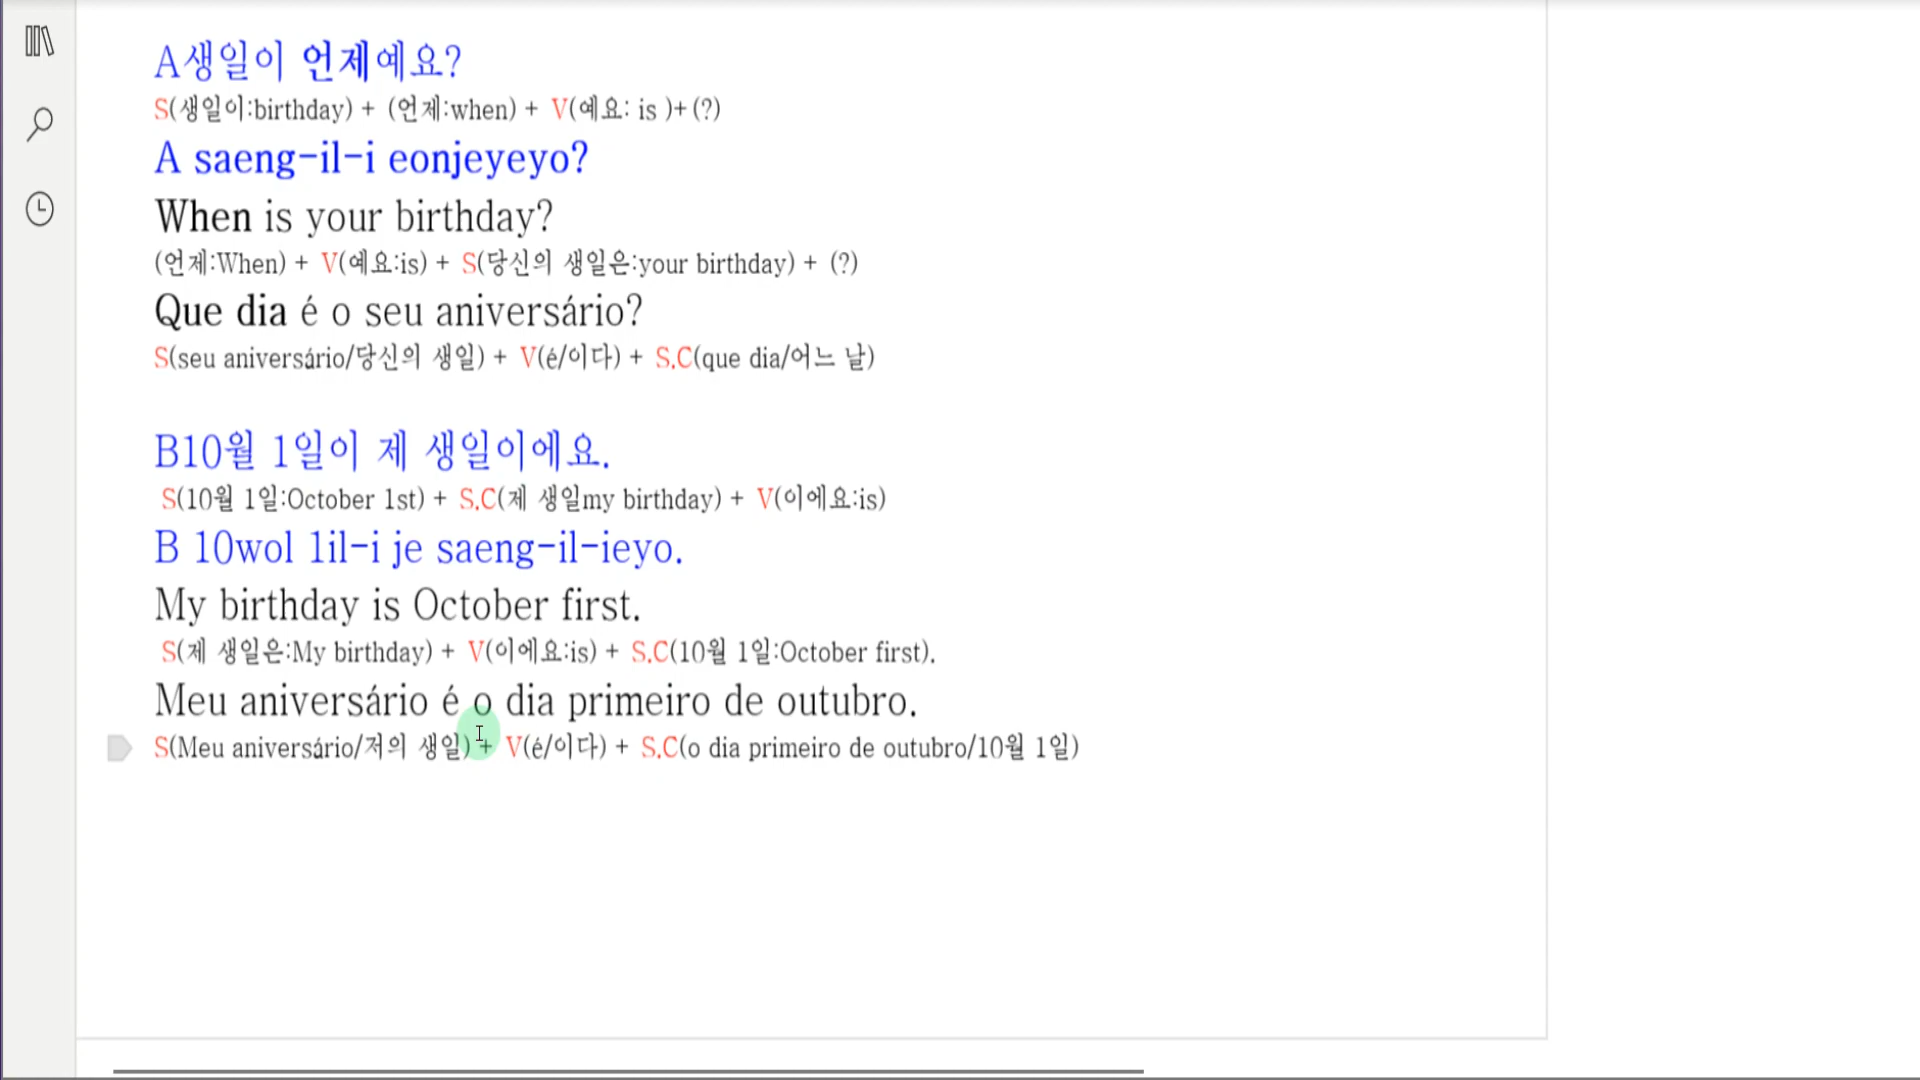 A생일이 언제예요?
S(생일이:birthday) + (언제:when) + V(예요: is )+(?)
A saeng-il-i eonjeyeyo?
When is your birthday?
(언제:When) + V(예요:is) + S(당신의 생일은:your birthday) + (?)
Que dia é o seu aniversário?
S(seu aniversário/당신의 생일) + V(é/이다) + S.C(que dia/어느 날)
B10월 1일이 제 생일이에요.
S(10월 1일:October 1st) + S.C(제 생일my birthday) + V(이에요:is)
B 10wol 1il-i je saeng-il-ieyo.
My birthday is October first.
S(제 생일은:My birthday) + V(이에요:is) + S.C(10월 1일:October first).
Meu aniversário é o dia primeiro de outubro.
S(Meu aniversário/저의 생일) + V(é/이다) + S.C(o dia primeiro de outubro/10월 1일)